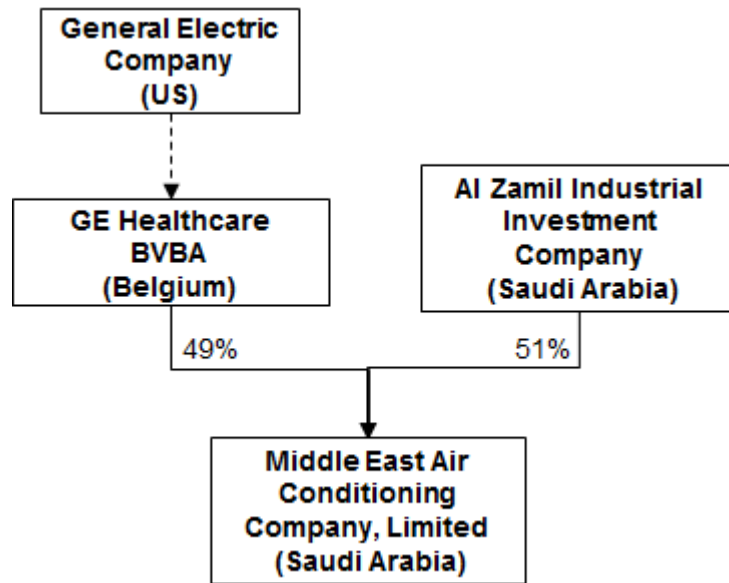 General Electric
Company
(US)
GE Healthcare
BVBA
(Belgium)
Al Zamil Industrial
Investment
Company
(Saudi Arabia)
49%
51%
Middle East Air
Conditioning
Company, Limited
(Saudi Arabia)